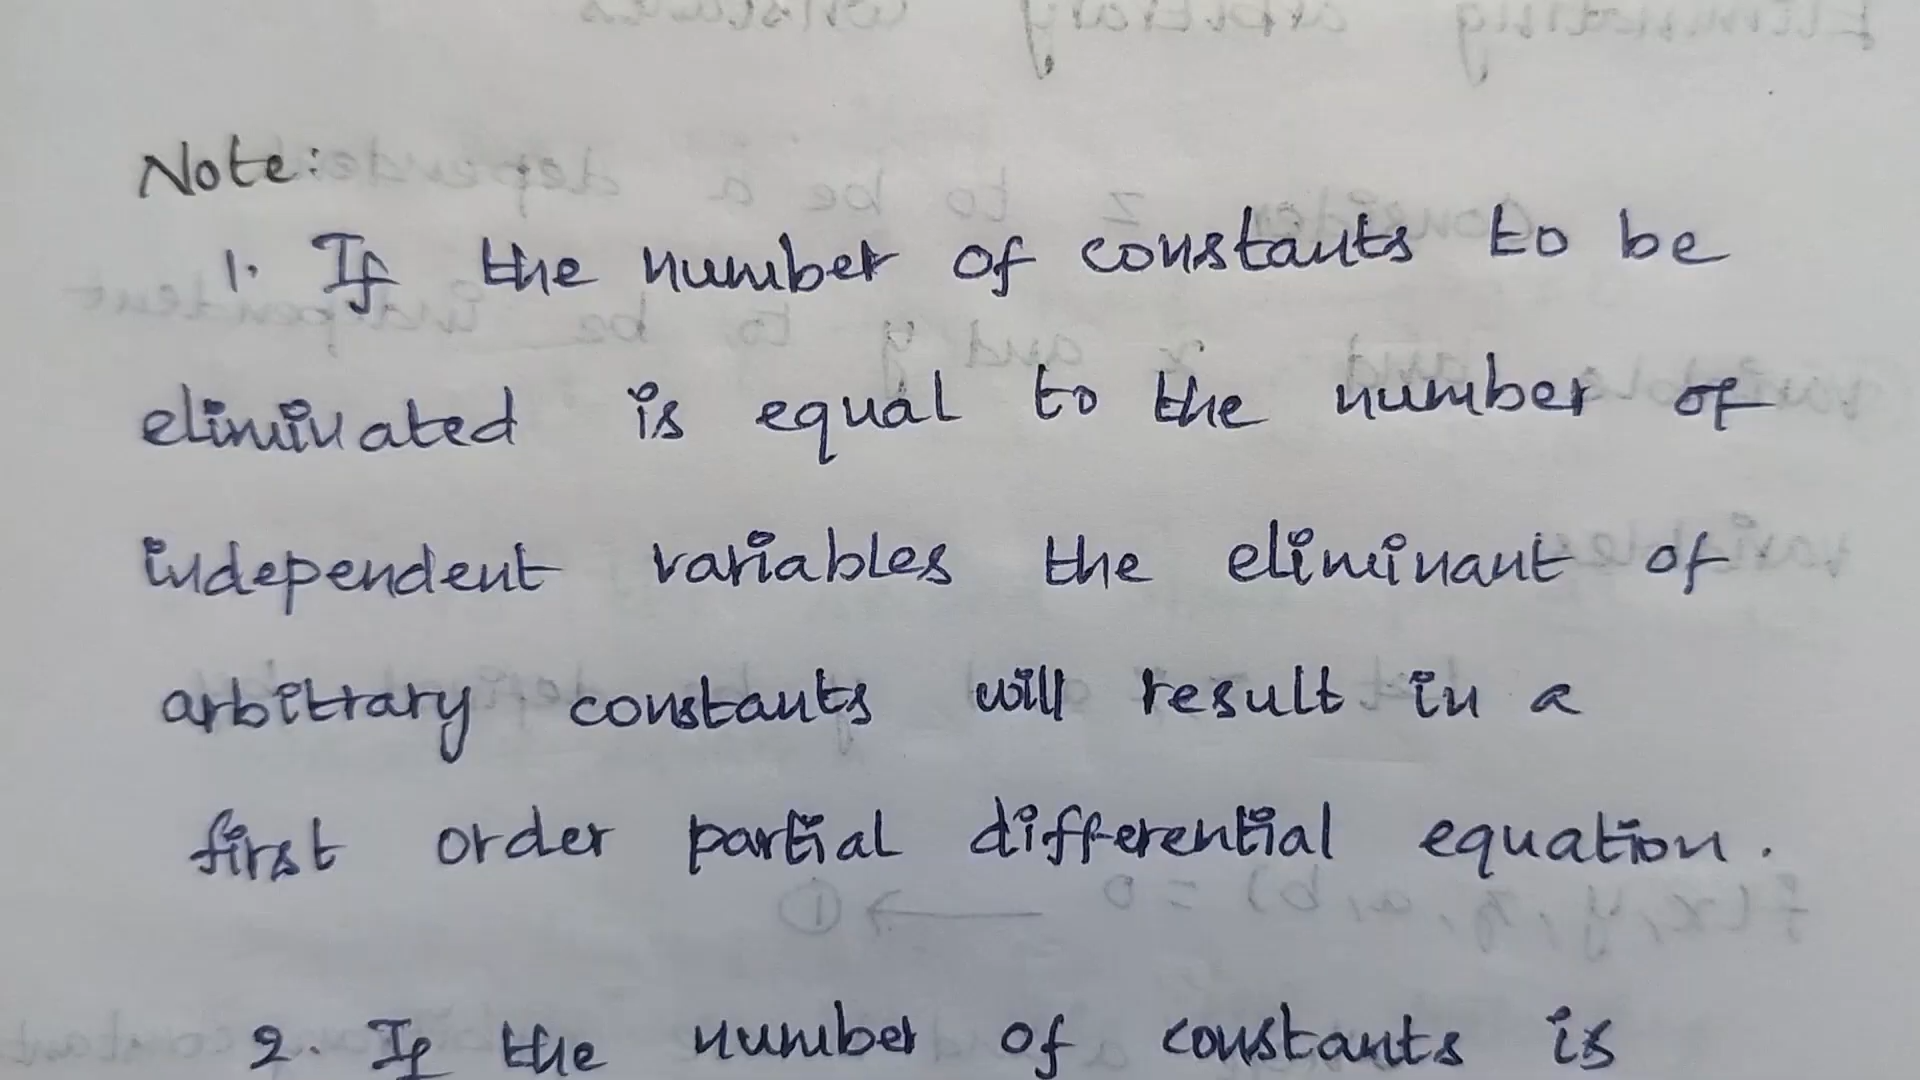 Note:
1. If the number of constants to be
eliminated is equal to the number of
independent variables the eliminant of
arbitrary constants will result in a
first order partial differential equation.
2. If the number of constants is